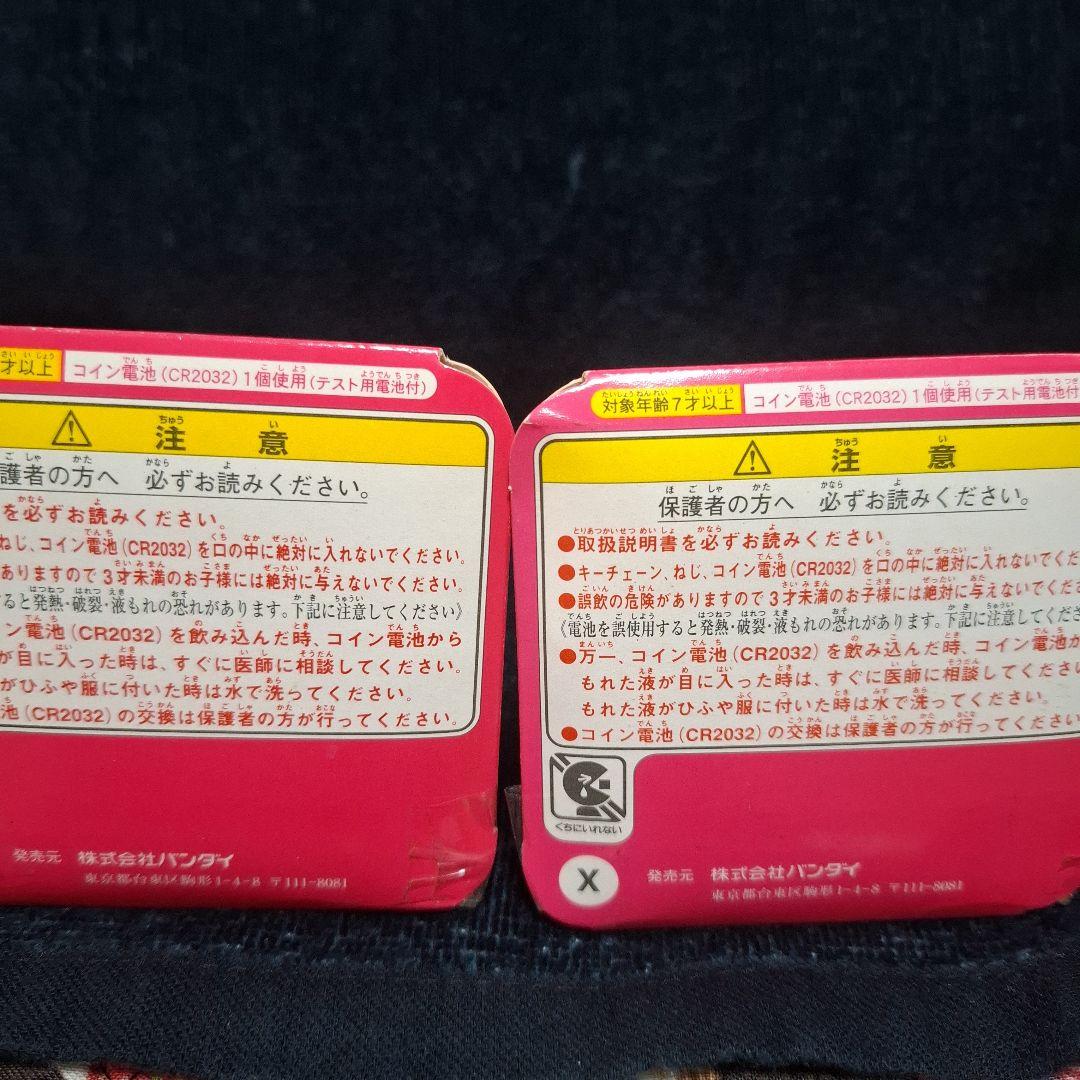 才以上 コイン電池(CR2032)1個使用(テスト用電池付)
注意
護者の方へ 必ずお読みください。
を必ずお読みください。
ねじ、コイン電池(CR2032)を口の中に絶対に入れないでください。
ありますので3才未満のお子様には絶対に与えないでください。
すると発熱・破裂・液もれの恐れがあります。下記に注意してください》
イン電池(CR2032)を飲み込んだ時、コイン電池から
が目に入った時は、すぐに医師に相談してください。
がひふや服に付いた時は水で洗ってください。
池(CR2032)の交換は保護者の方が行ってください。
発売元 株式会社バンダイ
東京都台東区駒形1-4-8 〒111-8081
対象年齢7才以上 コイン電池(CR2032)1個使用(テスト用電池付
注意
保護者の方へ 必ずお読みください。
●取扱説明書を必ずお読みください。
●キーチェーン、ねじ、コイン電池(CR2032)を口の中に絶対に入れないでくださ
●誤飲の危険がありますので3才未満のお子様には絶対に与えないでくださ
《電池を誤使用すると発熱・破裂・液もれの恐れがあります。下記に注意してくださ
●万一、コイン電池(CR2032)を飲み込んだ時、コイン電池か
もれた液が目に入った時は、すぐに医師に相談してください。
もれた液がひふや服に付いた時は水で洗ってください。
●コイン電池(CR2032)の交換は保護者の方が行ってください
くちにいれない
X
発売元 株式会社バンダイ
東京都台東区駒形1-4-8 〒111-8081